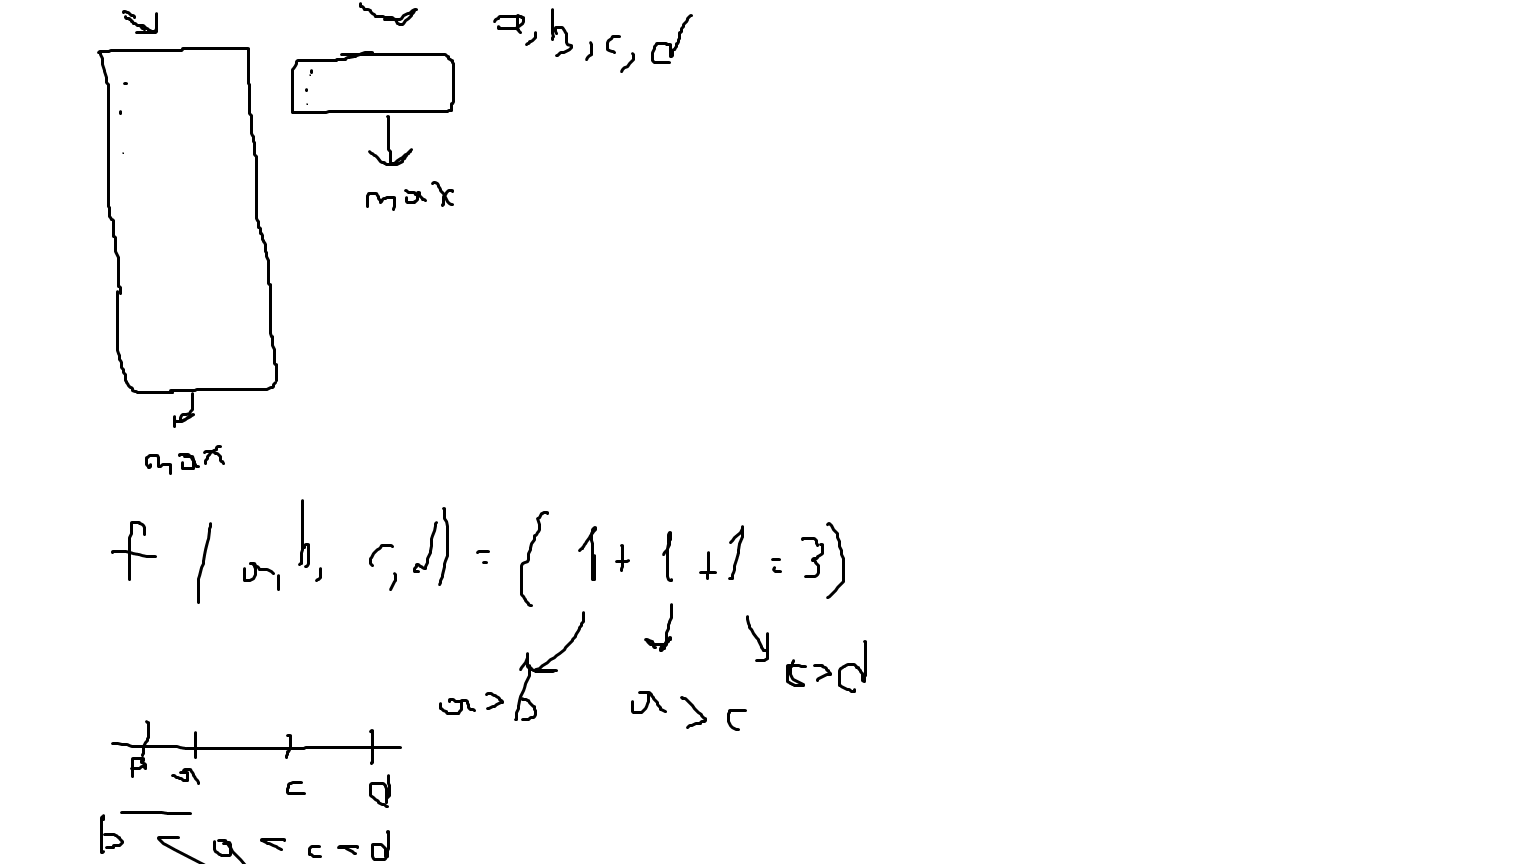 a, b, c, d
max
max
f(a, b, c, d) = (1 + 1 + 1 = 3)
c > d
a > b
a > c
b a c d
b < a < c < d